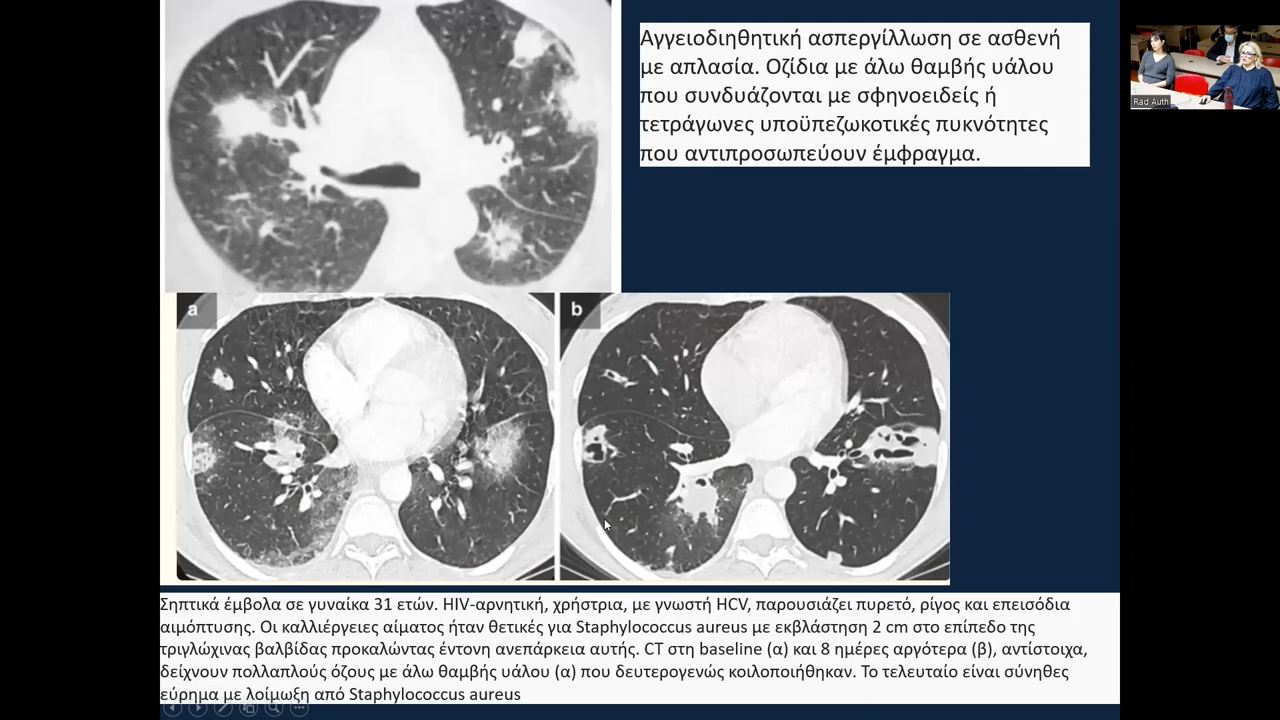 Αγγειοδιηθητική ασπεργίλλωση σε ασθενή
με απλασία. Οζίδια με άλω θαμβής υάλου
που συνδυάζονται με σφηνοειδείς ή
τετράγωνες υποϋπεζωκοτικές πυκνότητες
που αντιπροσωπεύουν έμφραγμα.
Rad Auth
a
b
Σηπτικά έμβολα σε γυναίκα 31 ετών. HIV-αρνητική, χρήστρια, με γνωστή HCV, παρουσιάζει πυρετό, ρίγος και επεισόδια
αιμόπτυσης. Οι καλλιέργειες αίματος ήταν θετικές για Staphylococcus aureus με εκβλάστηση 2 cm στο επίπεδο της
τριγλώχινας βαλβίδας προκαλώντας έντονη ανεπάρκεια αυτής. CT στη baseline (α) και 8 ημέρες αργότερα (β), αντίστοιχα,
δείχνουν πολλαπλούς όζους με άλω θαμβής υάλου (α) που δευτερογενώς κοιλοποιήθηκαν. Το τελευταίο είναι σύνηθες
εύρημα με λοίμωξη από Staphylococcus aureus